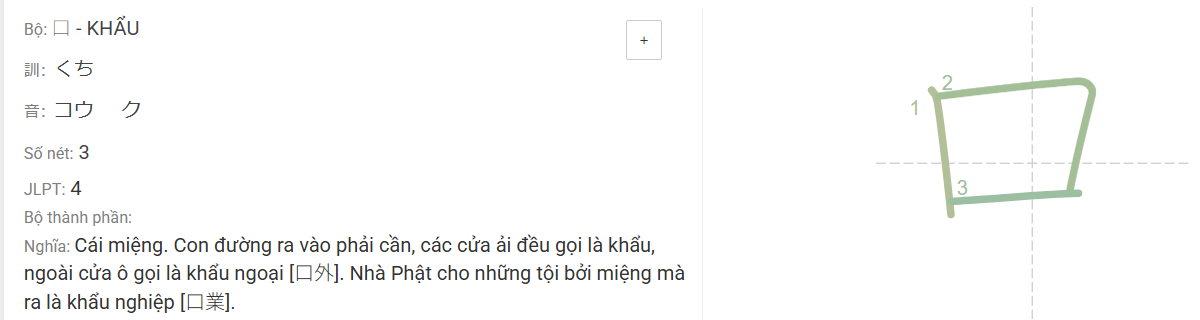 Bộ: 口 - KHẨU
+
訓: くち
音: コウ ク
Số nét: 3
JLPT: 4
Bộ thành phần:
Nghĩa: Cái miệng. Con đường ra vào phải cần, các cửa ải đều gọi là khẩu,
ngoài cửa ô gọi là khẩu ngoại [口外]. Nhà Phật cho những tội bởi miệng mà
ra là khẩu nghiệp [口業].
2
1
3